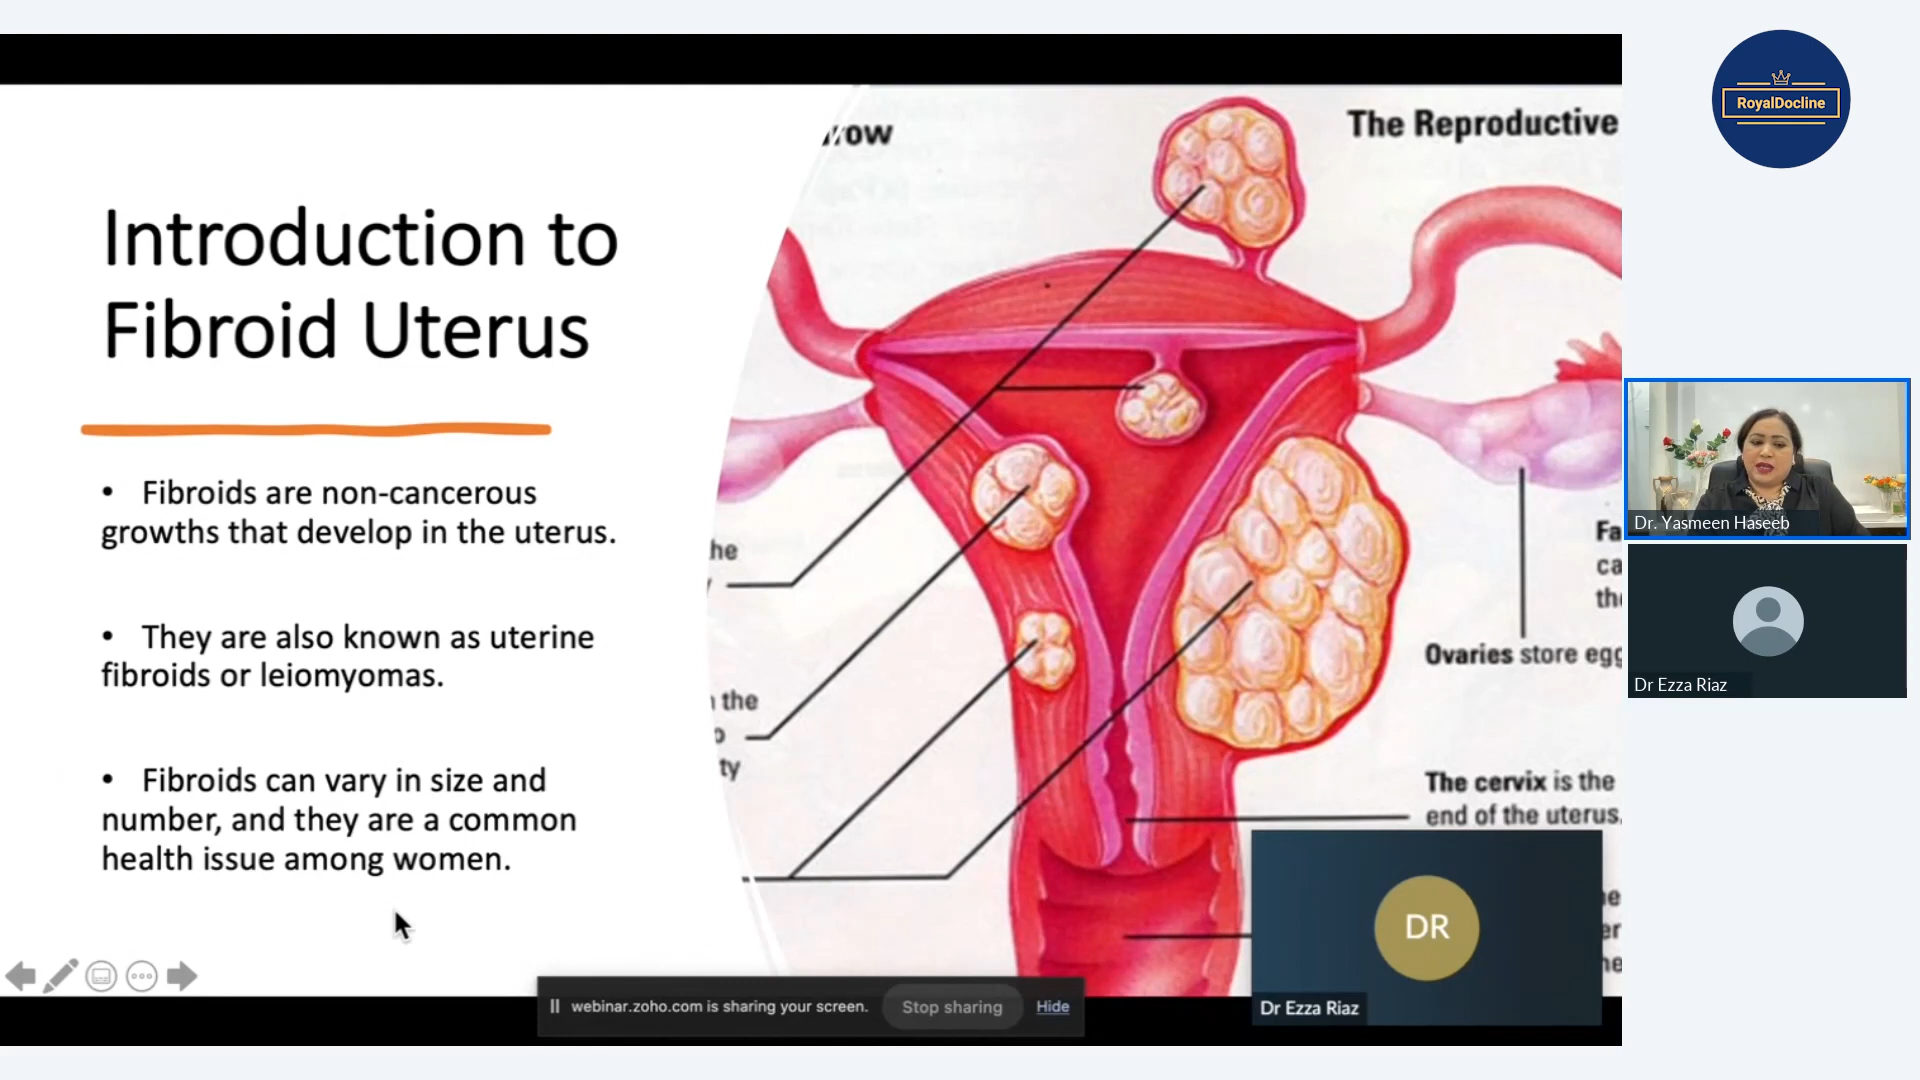 Introduction to
Fibroid Uterus
• Fibroids are non-cancerous
growths that develop in the uterus.
• They are also known as uterine
fibroids or leiomyomas.
• Fibroids can vary in size and
number, and they are a common
health issue among women.
The Reproductive
he
the
ty
Ovaries store egg
The cervix is the
end of the uterus.
DR
Dr Ezza Riaz
webinar.zoho.com is sharing your screen.
Stop sharing
Hide
RoyalDocline
Dr. Yasmeen Haseeb
Dr Ezza Riaz